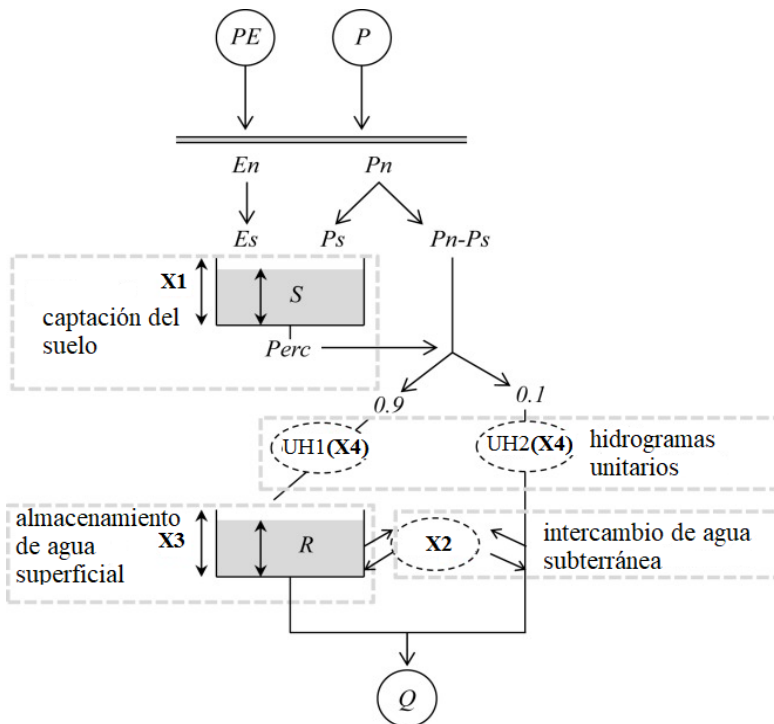 PE
P
En
Pn
Es
Ps
Pn-Ps
X1
S
captación del
suelo
Perc
0.9
0.1
UH1(X4)
UH2(X4)
hidrogramas
unitarios
almacenamiento
de agua
superficial
X3
R
X2
intercambio de agua
subterránea
Q